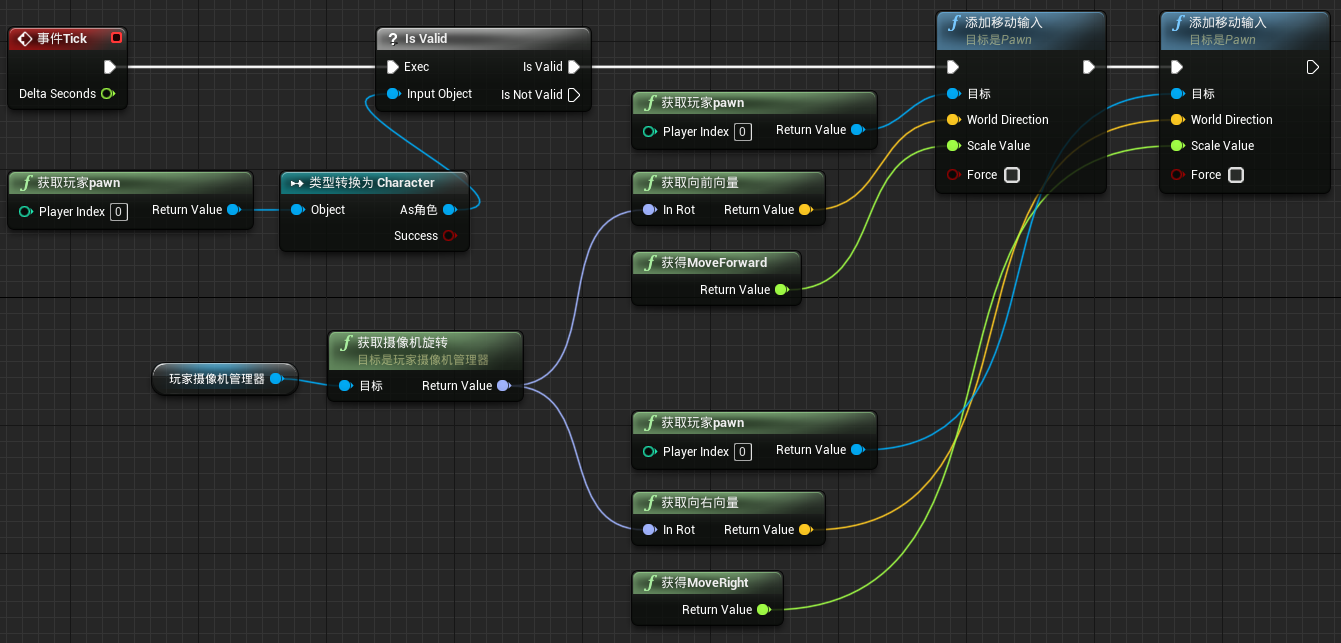 事件Tick
Delta Seconds
Is Valid
Exec
Is Valid
Input Object
Is Not Valid
获取玩家pawn
Player Index 0
Return Value
类型转换为 Character
Object
As角色
Success
玩家摄像机管理器
获取摄像机旋转
目标是玩家摄像机管理器
目标
Return Value
获取玩家pawn
Player Index 0
Return Value
获取向前向量
In Rot
Return Value
获得MoveForward
Return Value
获取玩家pawn
Player Index 0
Return Value
获取向右向量
In Rot
Return Value
获得MoveRight
Return Value
添加移动输入
目标是Pawn
目标
World Direction
Scale Value
Force
添加移动输入
目标是Pawn
目标
World Direction
Scale Value
Force